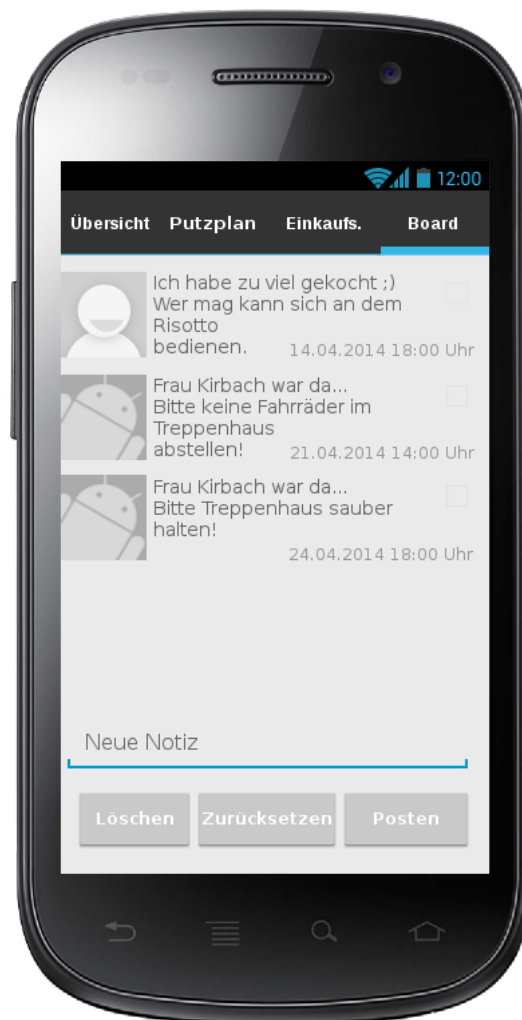 12:00
Übersicht Putzplan Einkaufs. Board
Ich habe zu viel gekocht ;)
Wer mag kann sich an dem
Risotto
bedienen. 14.04.2014 18:00 Uhr
Frau Kirbach war da...
Bitte keine Fahrräder im
Treppenhaus
abstellen! 21.04.2014 14:00 Uhr
Frau Kirbach war da...
Bitte Treppenhaus sauber
halten!
24.04.2014 18:00 Uhr
Neue Notiz
Löschen Zurücksetzen Posten